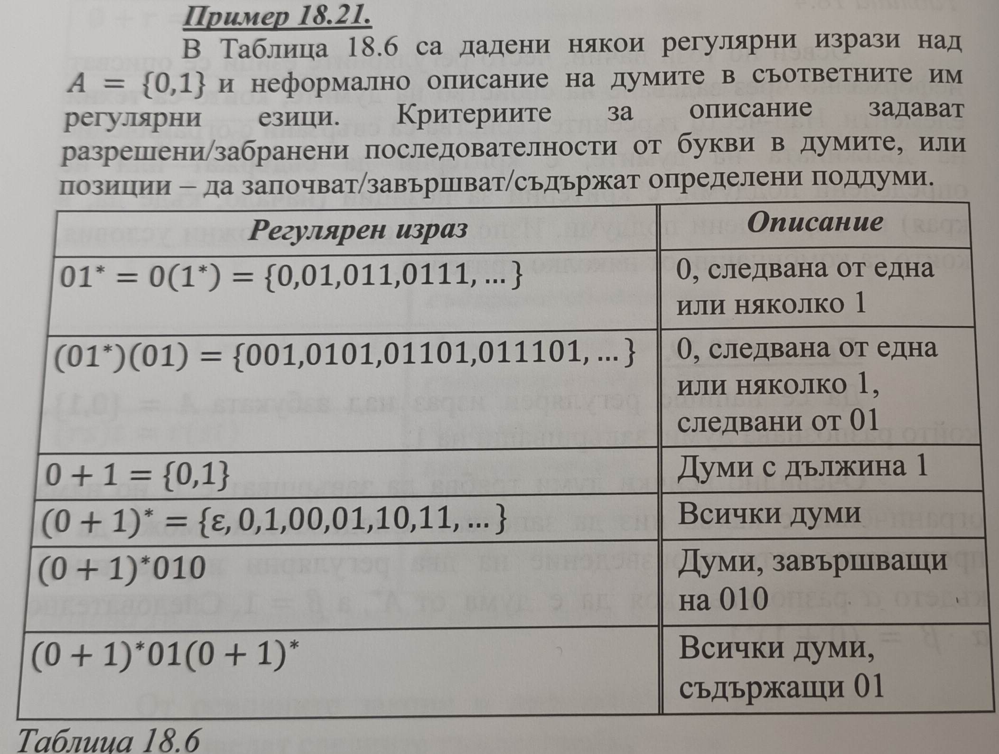 Пример 18.21.
В Таблица 18.6 са дадени някои регулярни изрази над
A = {0,1} и неформално описание на думите в съответните им
регулярни езици. Критериите за описание задават
разрешени/забранени последователности от букви в думите, или
позиции – да започват/завършват/съдържат определени поддуми.
Регулярен израз
Описание
01* = 0(1*) = {0,01,011,0111, ... }
0, следвана от една
или няколко 1
(01*)(01) = {001,0101,01101,011101, ... }
0, следвана от една
или няколко 1,
следвани от 01
0 + 1 = {0,1}
Думи с дължина 1
(0 + 1)* = {ε, 0,1,00,01,10,11, ... }
Всички думи
(0 + 1)*010
Думи, завършващи
на 010
(0 + 1)*01(0 + 1)*
Всички думи,
съдържащи 01
Таблица 18.6